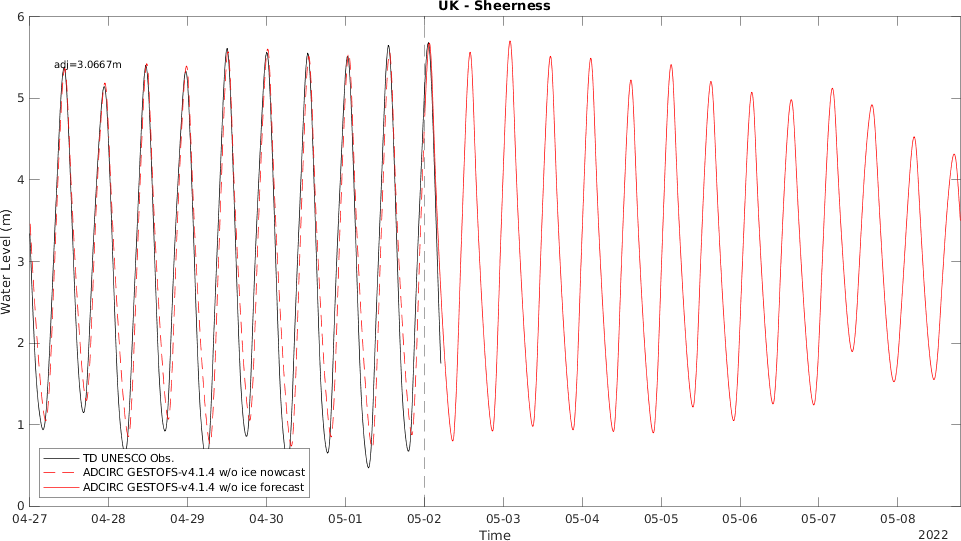 UK - Sheerness
6
5
4
3
2
1
0
Water Level (m)
adj=3.0667m
TD UNESCO Obs.
ADCIRC GESTOFS-v4.1.4 w/o ice nowcast
ADCIRC GESTOFS-v4.1.4 w/o ice forecast
04-27 04-28 04-29 04-30 05-01 05-02 05-03 05-04 05-05 05-06 05-07 05-08
Time
2022